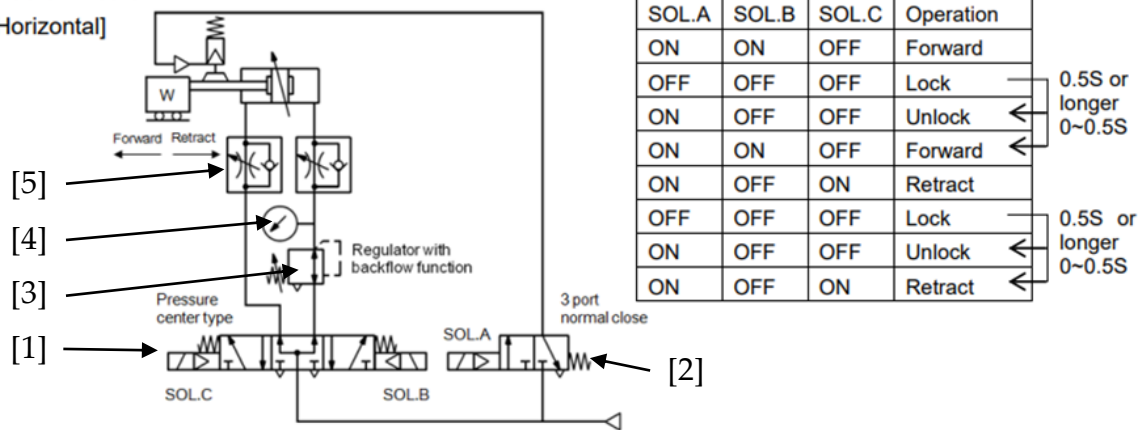 Horizontal]
W
Forward Retract
[5]
[4]
Regulator with
backflow function
[3]
Pressure
center type
3 port
normal close
[1]
SOL.A
[2]
SOL.C
SOL.B
SOL.A SOL.B SOL.C Operation
ON ON OFF Forward
OFF OFF OFF Lock
ON OFF OFF Unlock
ON ON OFF Forward
ON OFF ON Retract
OFF OFF OFF Lock
ON OFF OFF Unlock
ON OFF ON Retract
0.5S or
longer
0~0.5S
0.5S or
longer
0~0.5S